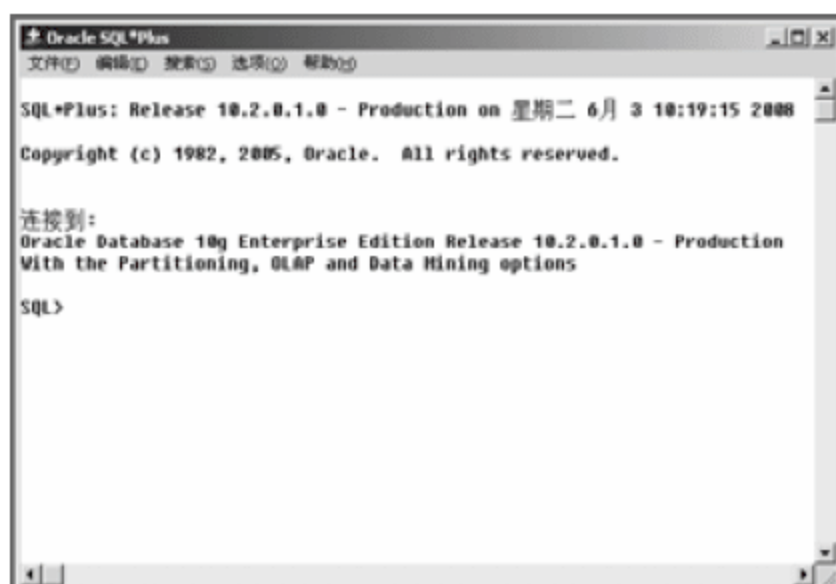 Oracle SQL*Plus
文件(F) 编辑(E) 搜索(S) 选项(O) 帮助(H)
SQL*Plus: Release 10.2.0.1.0 - Production on 星期二 6月 3 10:19:15 2008
Copyright (c) 1982, 2005, Oracle.  All rights reserved.
连接到:
Oracle Database 10g Enterprise Edition Release 10.2.0.1.0 - Production
With the Partitioning, OLAP and Data Mining options
SQL>